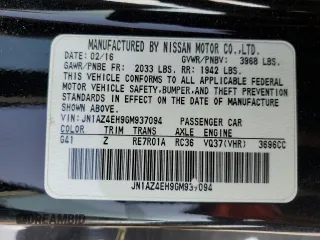 MANUFACTURED BY NISSAN MOTOR CO.,LTD.
DATE: 02/16 GVWR/PNBV: 3968 LBS.
GAWR/PNBE FR: 2033 LBS. RR: 1942 LBS.
THIS VEHICLE CONFORMS TO ALL APPLICABLE FEDERAL
MOTOR VEHICLE SAFETY, BUMPER, AND THEFT PREVENTION
STANDARDS IN EFFECT ON THE DATE OF MANUFACTURE
SHOWN ABOVE.
VIN: JN1AZ4EH9GM937094 PASSENGER CAR
COLOR TRIM TRANS AXLE ENGINE
G41 Z RE7R01A RC36 VQ37(VHR) 3696CC
JN1AZ4EH9GM937094
DREAMBID